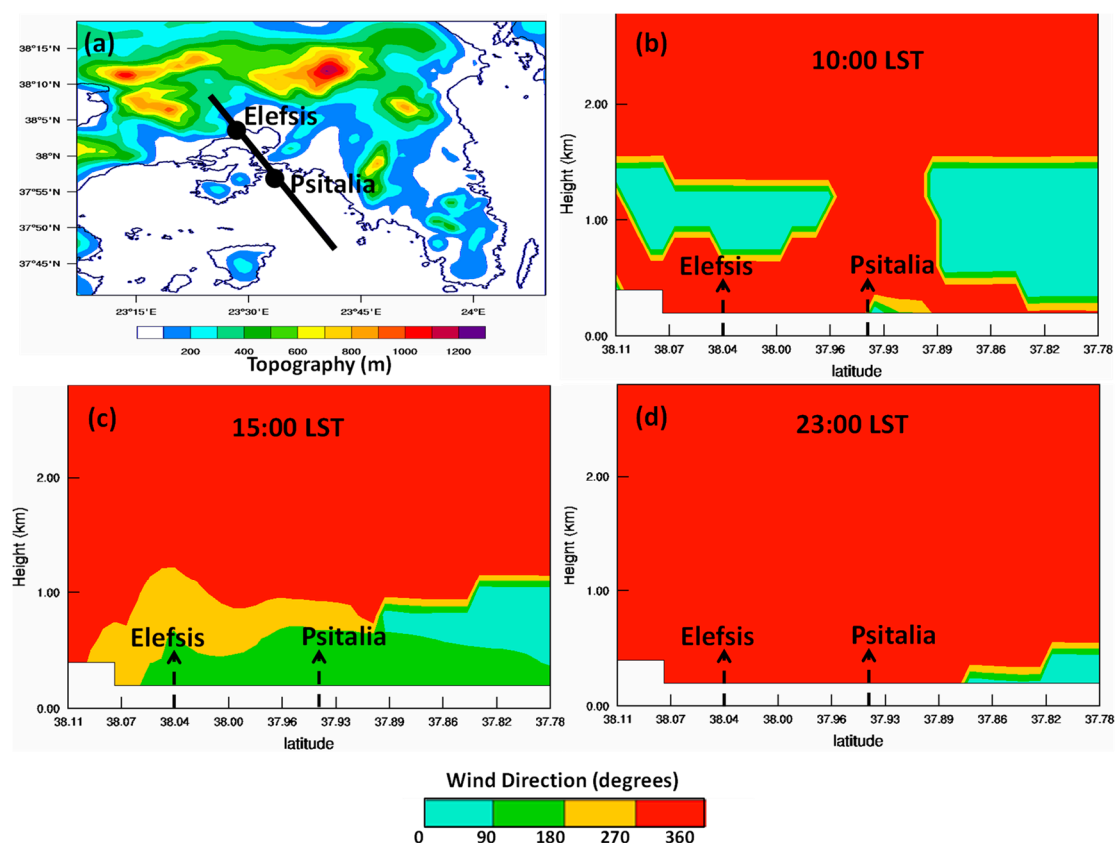 (a)
38°15'N
38°10'N
38°5'N
38°N
37°55'N
37°50'N
37°45'N
Elefsis
Psitalia
23°15'E
23°30'E
23°45'E
24°E
200 400 600 800 1000 1200
Topography (m)
(b)
10:00 LST
Height (km)
2.00
1.00
0.00
Elefsis
Psitalia
38.11 38.07 38.04 38.00 37.96 37.93 37.89 37.86 37.82 37.78
latitude
(c)
15:00 LST
Height (km)
2.00
1.00
0.00
Elefsis
Psitalia
38.11 38.07 38.04 38.00 37.96 37.93 37.89 37.86 37.82 37.78
latitude
(d)
23:00 LST
Height (km)
2.00
1.00
0.00
Elefsis
Psitalia
38.11 38.07 38.04 38.00 37.96 37.93 37.89 37.86 37.82 37.78
latitude
Wind Direction (degrees)
0 90 180 270 360